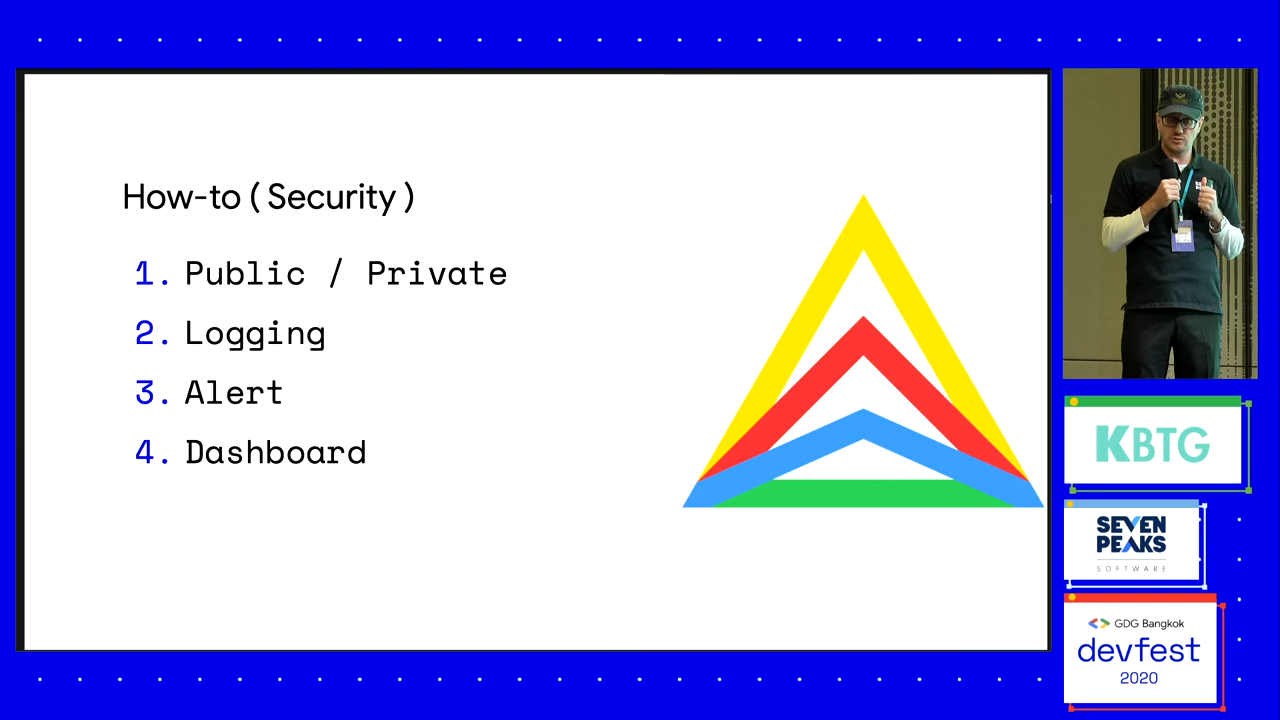 How-to ( Security )
1. Public / Private
2. Logging
3. Alert
4. Dashboard
KBTG
SEVEN
PEAKS
SOFTWARE
GDG Bangkok
devfest
2020